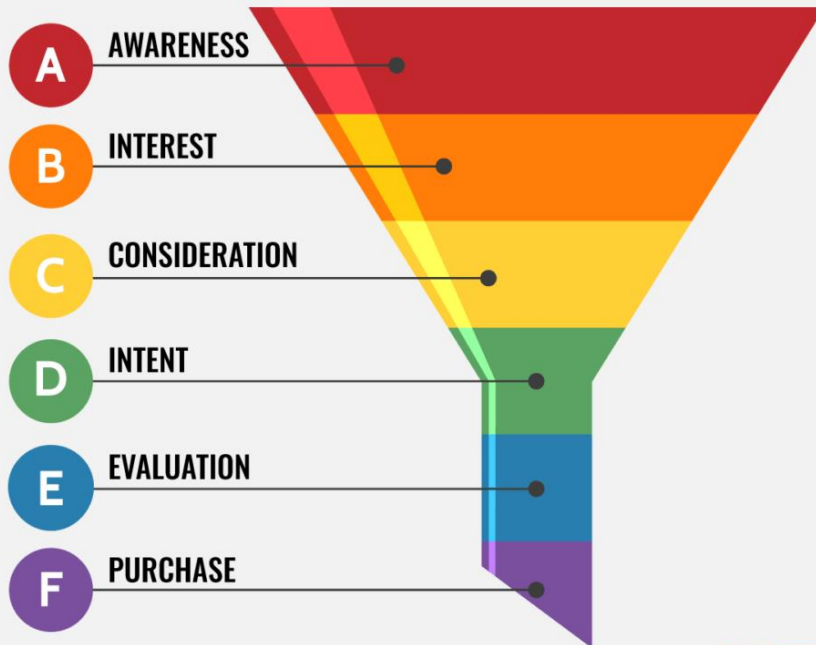 A AWARENESS
B INTEREST
C CONSIDERATION
D INTENT
E EVALUATION
F PURCHASE